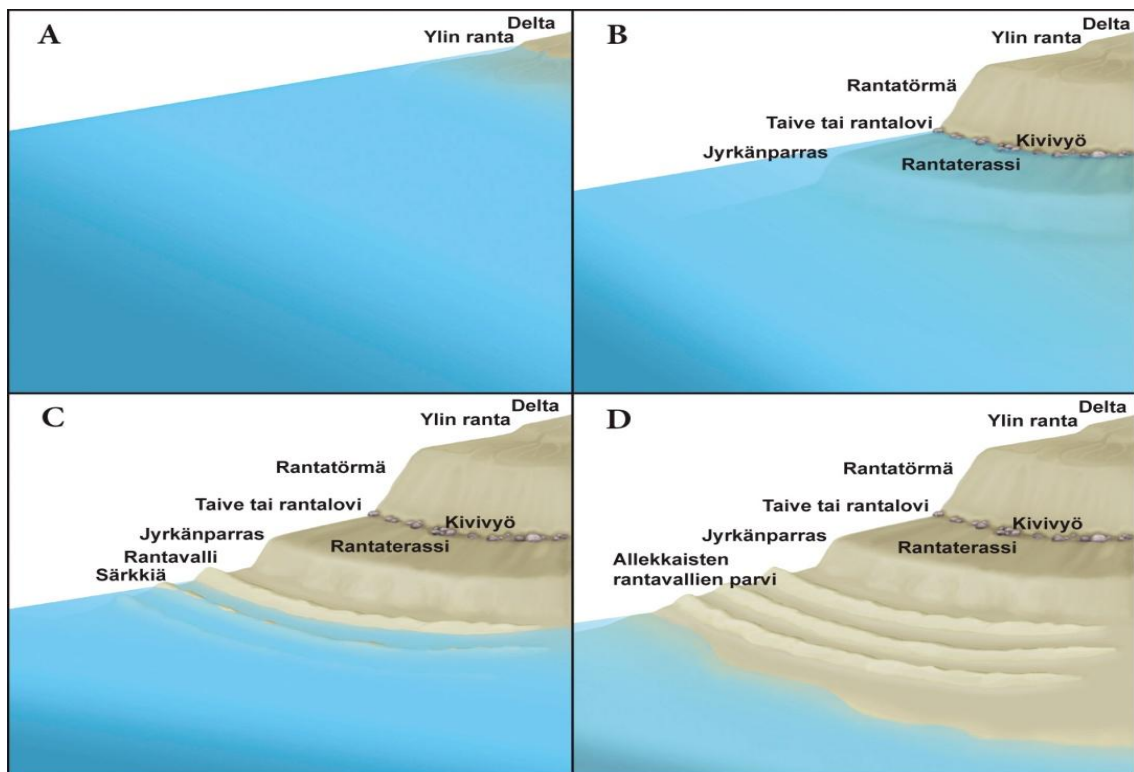 A
Delta
Ylin ranta
B
Delta
Ylin ranta
Rantatörmä
Taive tai rantalovi
Kivivyö
Jyrkänparras
Rantaterassi
C
Delta
Ylin ranta
Rantatörmä
Taive tai rantalovi
Kivivyö
Jyrkänparras
Rantaterassi
Rantavalli
Särkkiä
D
Delta
Ylin ranta
Rantatörmä
Taive tai rantalovi
Kivivyö
Jyrkänparras
Rantaterassi
Allekkaisten
rantavallien parvi